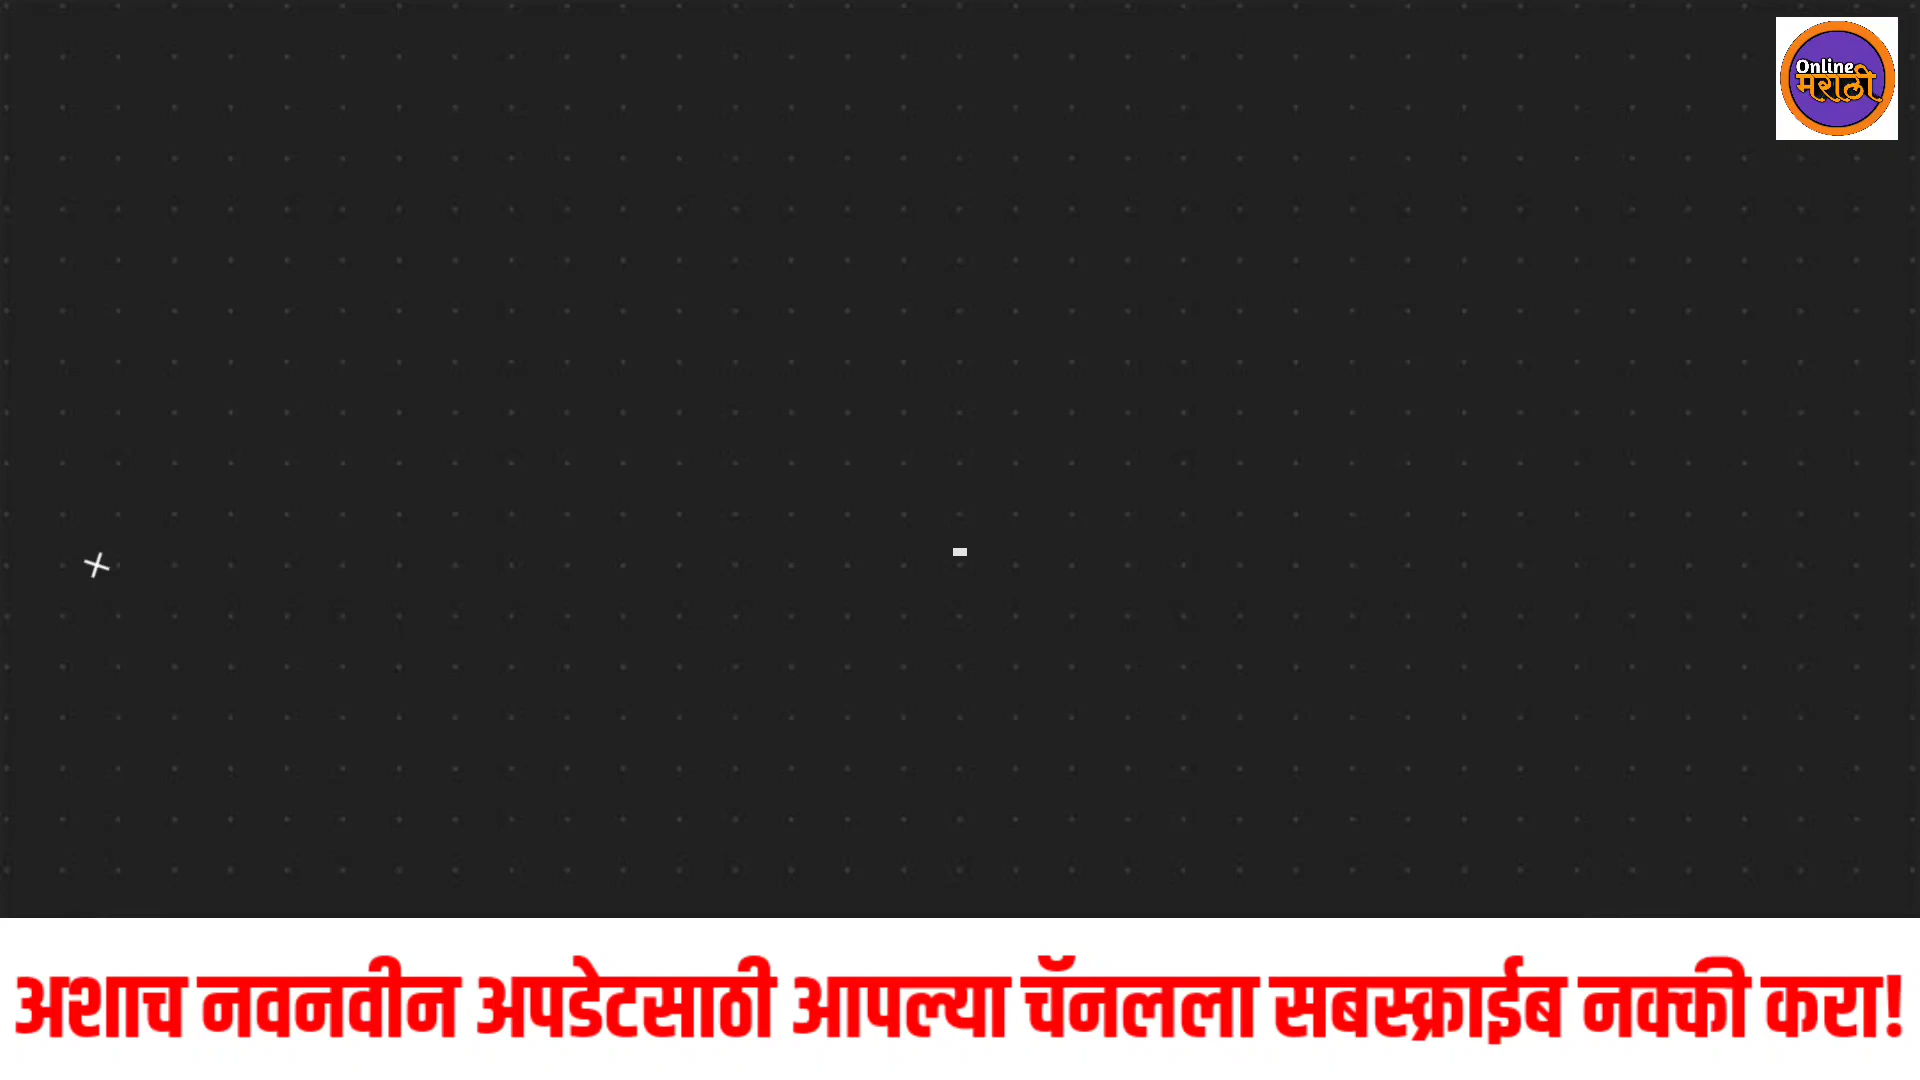 Online
मराठी
अशाच नवनवीन अपडेटसाठी आपल्या चॅनलला सबस्क्राईब नक्की करा!